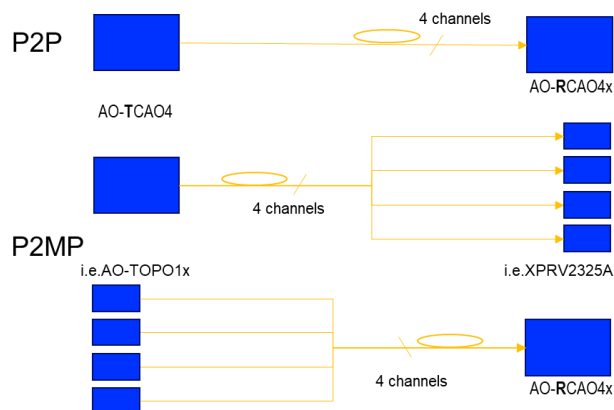 4 channels
P2P
AO-RCAO4x
AO-TCAO4
4 channels
P2MP
i.e.AO-TOPO1x
i.e.XPRV2325A
4 channels
AO-RCAO4x